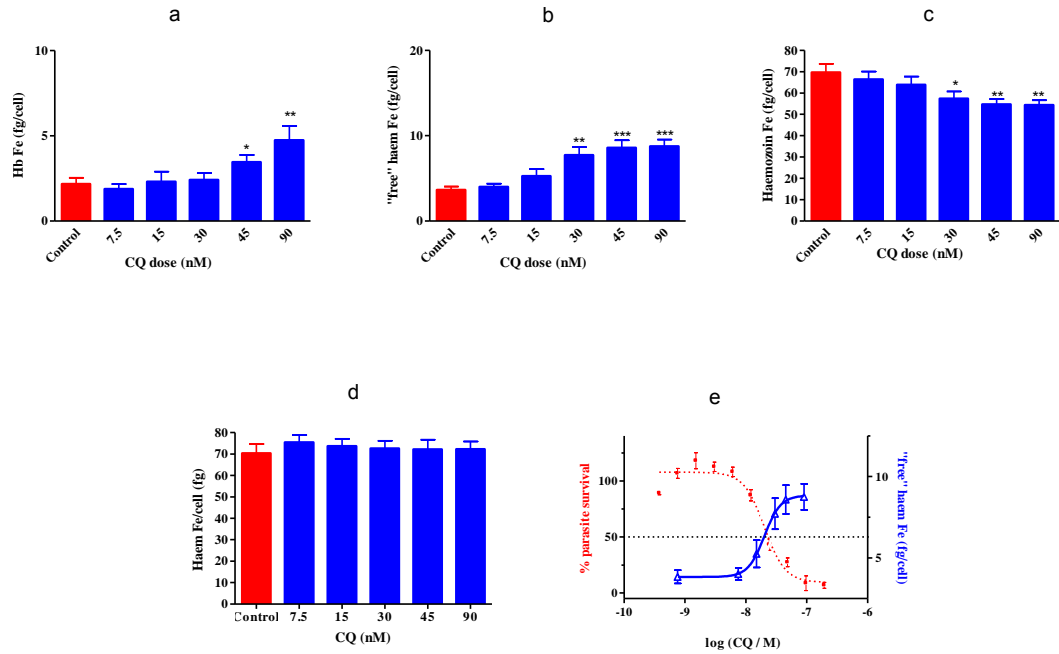 a
Hb Fe (fg/cell)
10
5
0
*
**
Control
7.5
15
30
45
90
CQ dose (nM)
b
"free" haem Fe (fg/cell)
20
10
0
**
***
***
Control
7.5
15
30
45
90
CQ dose (nM)
c
Haemozoin Fe (fg/cell)
80
70
60
50
40
30
20
10
0
*
**
**
Control
7.5
15
30
45
90
CQ dose (nM)
d
Haem Fe/cell (fg)
80
70
60
50
40
30
20
10
0
Control
7.5
15
30
45
90
CQ (nM)
e
% parasite survival
100
50
0
-10
-9
-8
-7
-6
log (CQ / M)
10
5
"free" haem Fe
(fg/cell)